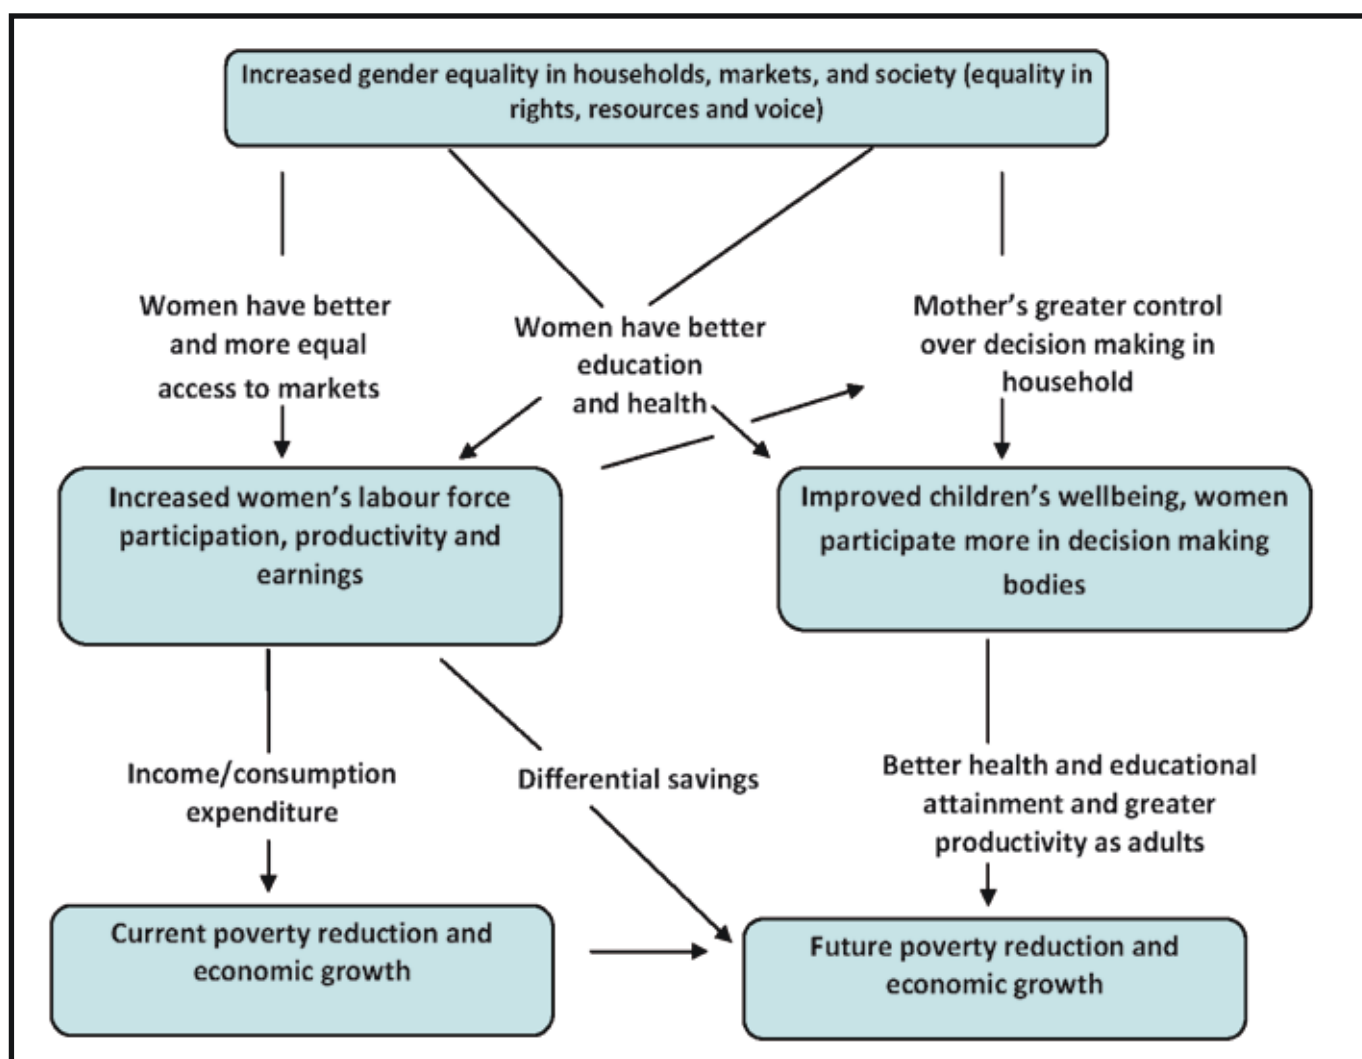 Increased gender equality in households, markets, and society (equality in
rights, resources and voice)
Women have better
and more equal
access to markets
Women have better
education
and health
Mother’s greater control
over decision making in
household
Increased women’s labour force
participation, productivity and
earnings
Improved children’s wellbeing, women
participate more in decision making
bodies
Income/consumption
expenditure
Differential savings
Better health and educational
attainment and greater
productivity as adults
Current poverty reduction and
economic growth
Future poverty reduction and
economic growth